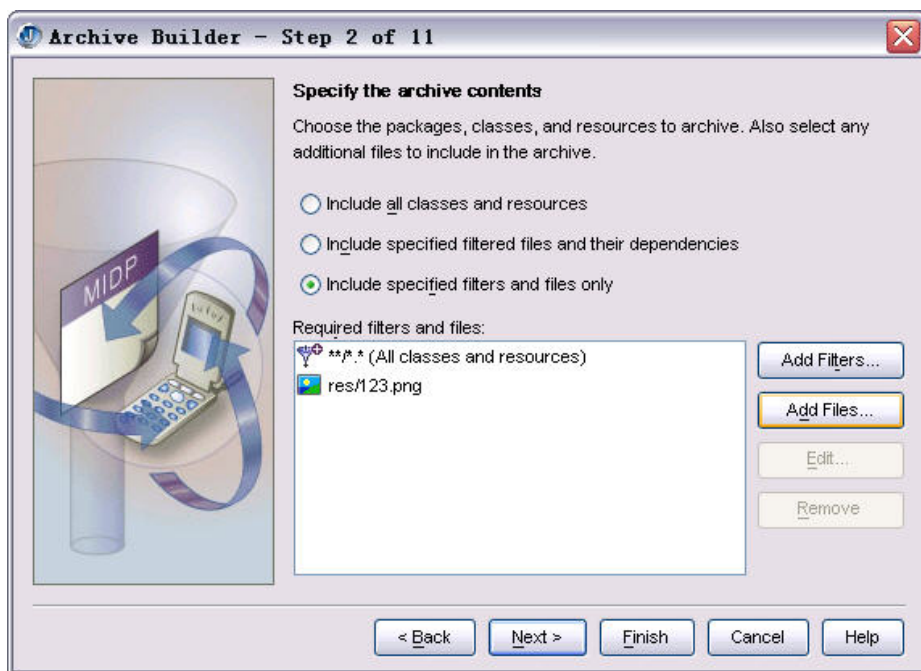 Archive Builder - Step 2 of 11
Specify the archive contents
Choose the packages, classes, and resources to archive. Also select any
additional files to include in the archive.
Include all classes and resources
Include specified filtered files and their dependencies
Include specified filters and files only
Required filters and files:
**/*.* (All classes and resources)
res/123.png
Add Filters...
Add Files...
Edit...
Remove
MIDP
< Back
Next >
Finish
Cancel
Help